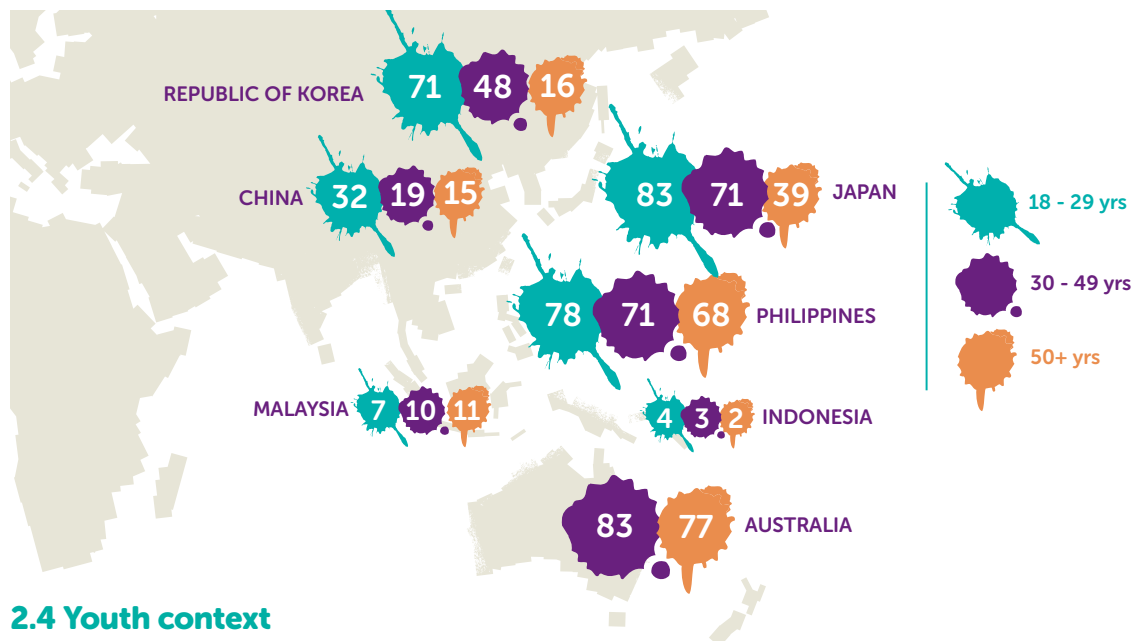 REPUBLIC OF KOREA 71 48 16
CHINA 32 19 15
83 71 39 JAPAN
78 71 68 PHILIPPINES
MALAYSIA 7 10 11
4 3 2 INDONESIA
83 77 AUSTRALIA
18 - 29 yrs
30 - 49 yrs
50+ yrs
2.4 Youth context